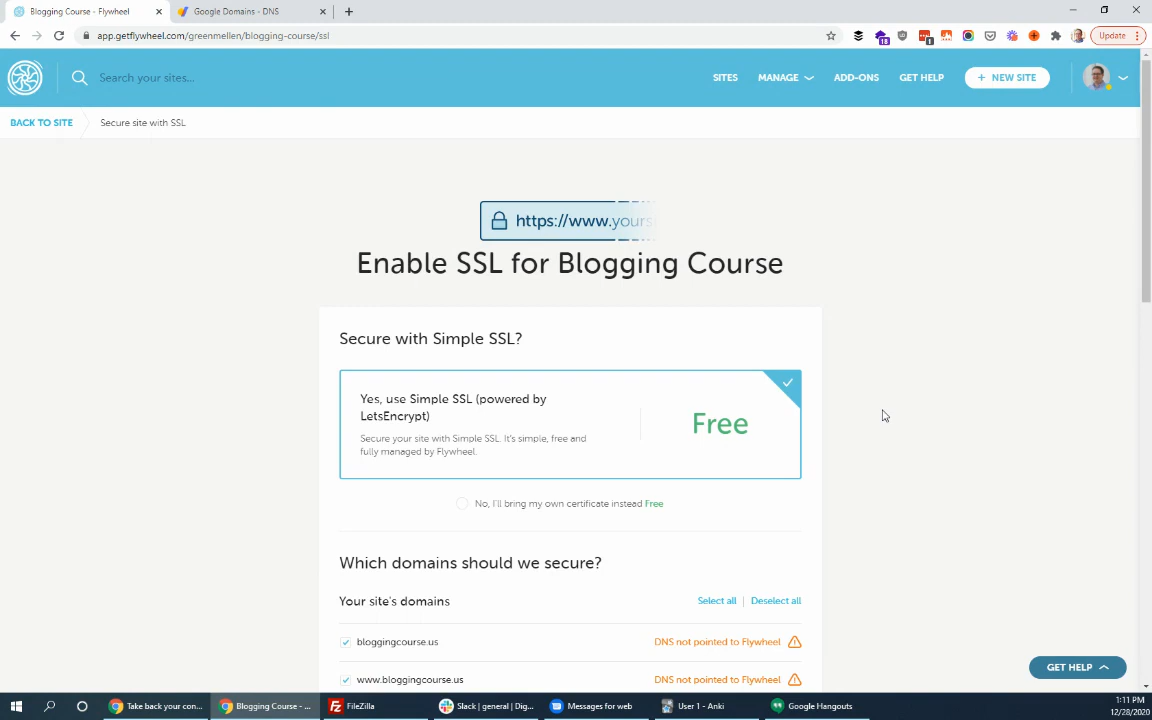 Blogging Course - Flywheel
Google Domains - DNS
app.getflywheel.com/greenmellen/blogging-course/ssl
18
1
Update
Search your sites...
SITES
MANAGE
ADD-ONS
GET HELP
+ NEW SITE
BACK TO SITE
Secure site with SSL
https://www.yours
Enable SSL for Blogging Course
Secure with Simple SSL?
Yes, use Simple SSL (powered by
LetsEncrypt)
Secure your site with Simple SSL. It's simple, free and
fully managed by Flywheel.
Free
No, I'll bring my own certificate instead Free
Which domains should we secure?
Your site's domains
Select all
Deselect all
bloggingcourse.us
DNS not pointed to Flywheel
www.bloggingcourse.us
DNS not pointed to Flywheel
GET HELP
Take back your con...
Blogging Course - ...
FileZilla
Slack | general | Dig...
Messages for web
User 1 - Anki
Google Hangouts
1:11 PM
12/28/2020